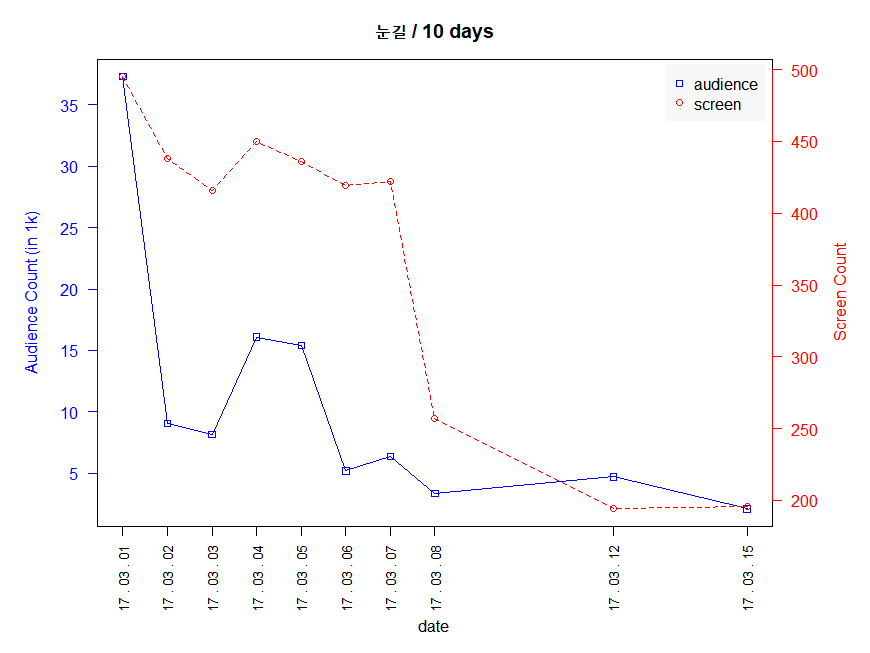 눈길 / 10 days
audience
screen
Audience Count (in 1k)
35
30
25
20
15
10
5
500
450
400
350
300
250
200
Screen Count
17 . 03 . 01
17 . 03 . 02
17 . 03 . 03
17 . 03 . 04
17 . 03 . 05
17 . 03 . 06
17 . 03 . 07
17 . 03 . 08
17 . 03 . 12
17 . 03 . 15
date